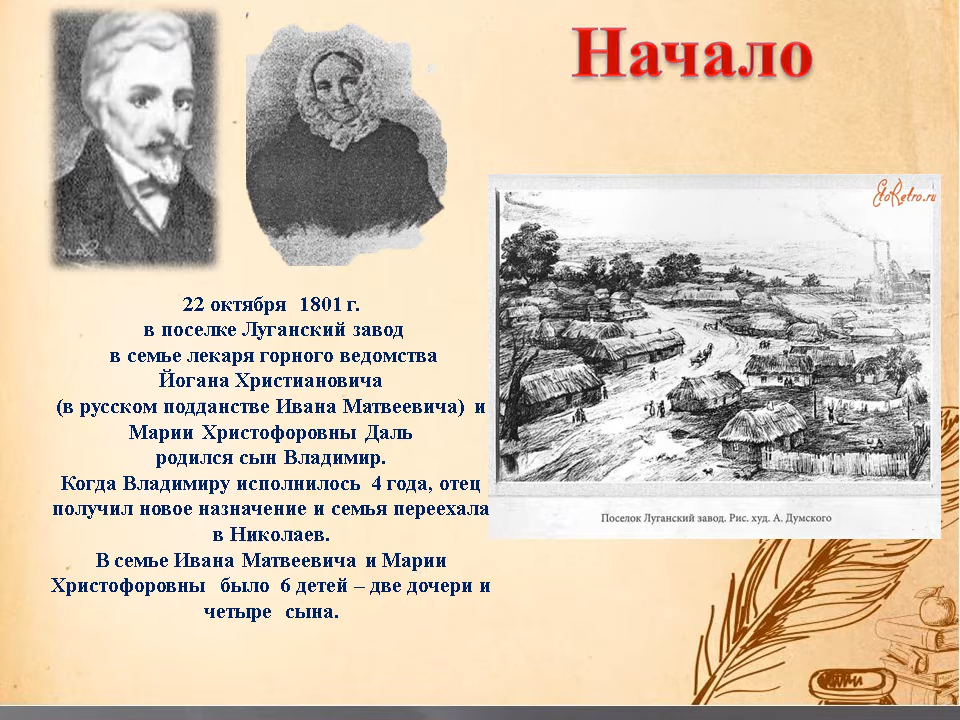 Начало
22 октября 1801 г.
в поселке Луганский завод
в семье лекаря горного ведомства
Йогана Христиановича
(в русском подданстве Ивана Матвеевича) и
Марии Христофоровны Даль
родился сын Владимир.
Когда Владимиру исполнилось 4 года, отец
получил новое назначение и семья переехала
в Николаев.
В семье Ивана Матвеевича и Марии
Христофоровны было 6 детей – две дочери и
четыре сына.
EtoRetro.ru
Поселок Луганский завод. Рис. худ. А. Думского